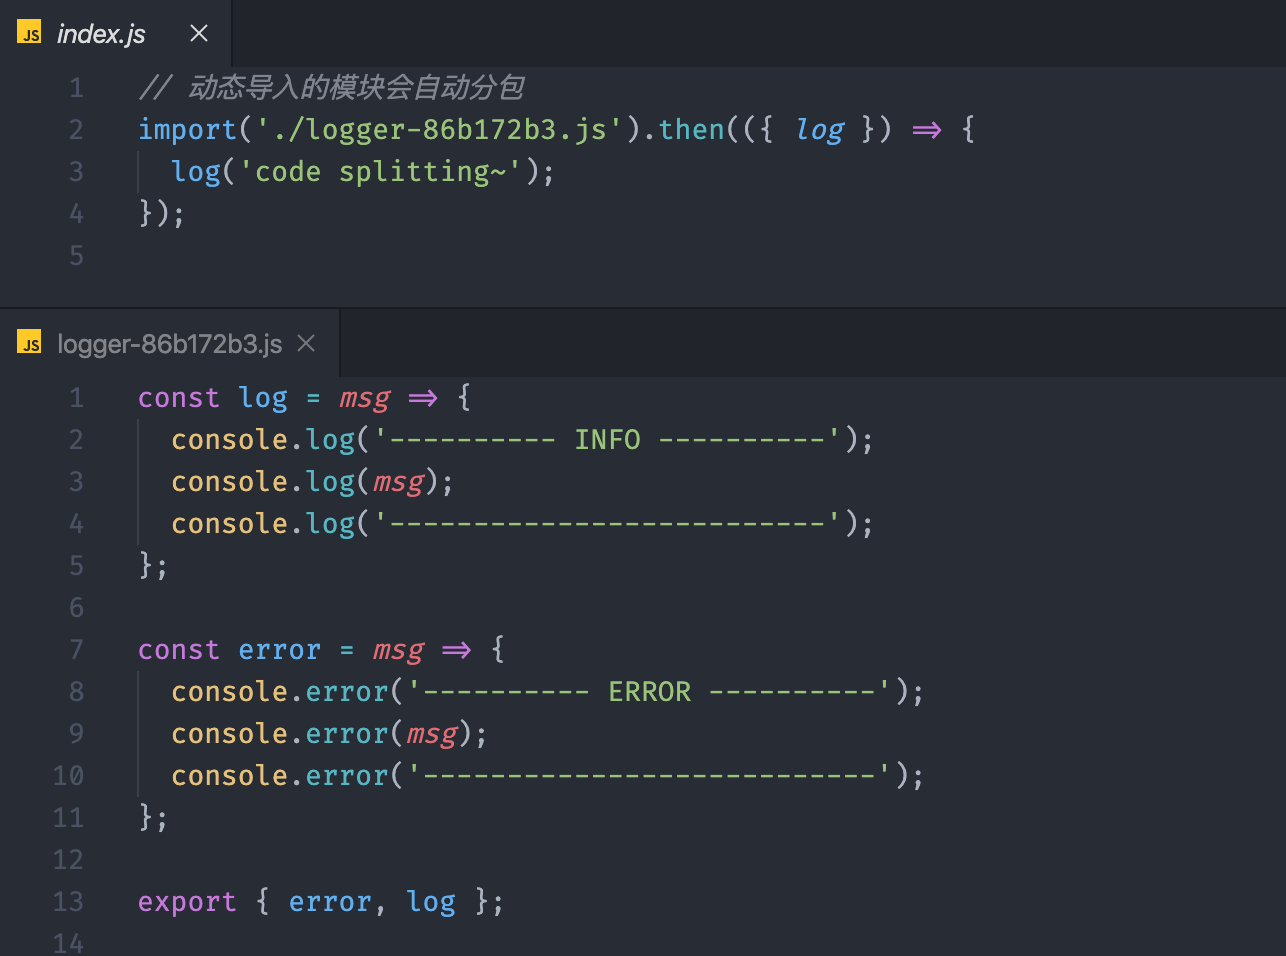 JS index.js ×
1 // 动态导入的模块会自动分包
2 import('./logger-86b172b3.js').then(({ log }) => {
3   log('code splitting~');
4 });
5
JS logger-86b172b3.js ×
1 const log = msg => {
2   console.log('---------- INFO ----------');
3   console.log(msg);
4   console.log('--------------------------');
5 };
6
7 const error = msg => {
8   console.error('---------- ERROR ----------');
9   console.error(msg);
10   console.error('---------------------------');
11 };
12
13 export { error, log };
14